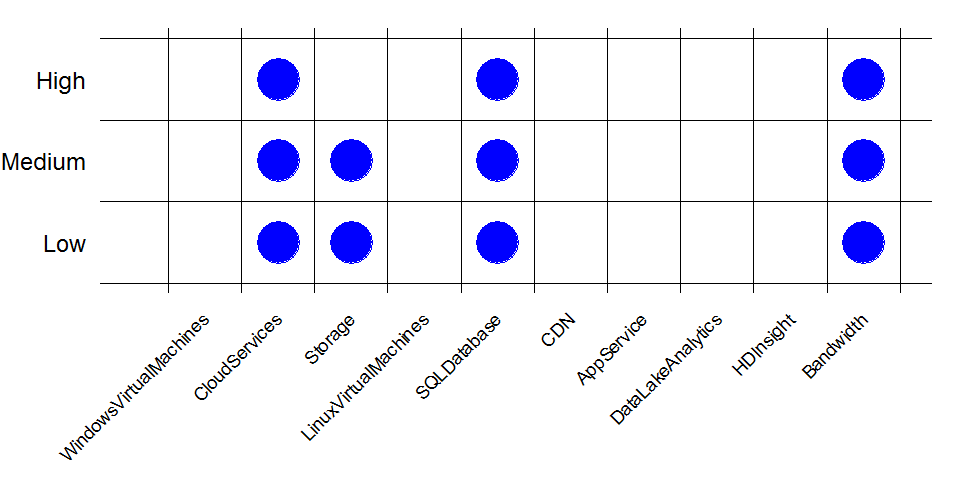 High
Medium
Low
WindowsVirtualMachines
CloudServices
Storage
LinuxVirtualMachines
SQLDatabase
CDN
AppService
DataLakeAnalytics
HDInsight
Bandwidth